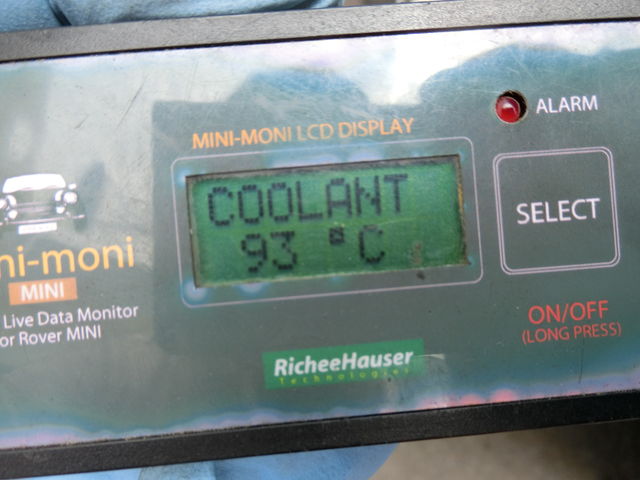 ALARM
MINI-MONI LCD DISPLAY
COOLANT
93 °C
SELECT
ni-moni
MINI
Live Data Monitor
or Rover MINI
ON/OFF
(LONG PRESS)
RicheeHauser
Technologies